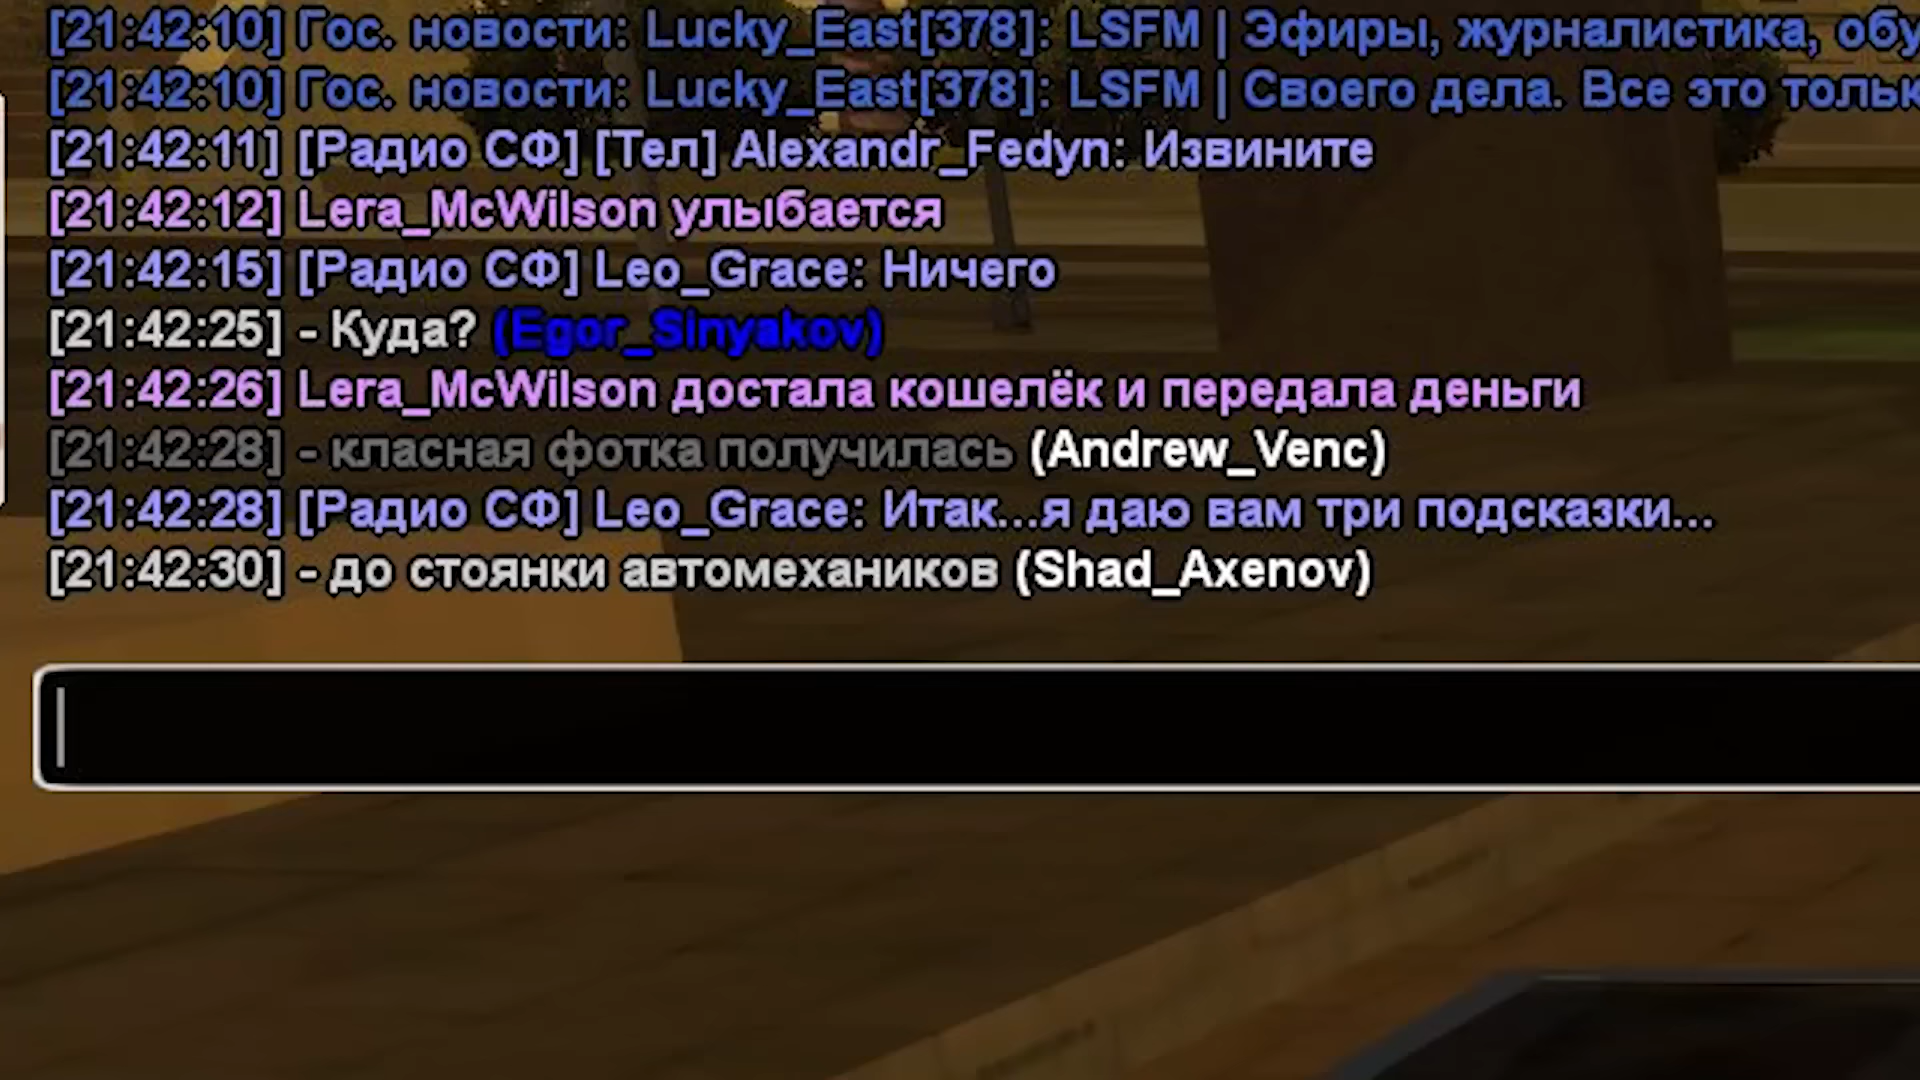 [21:42:10] Гос. новости: Lucky_East[378]: LSFM | Эфиры, журналистика,
[21:42:10] Гос. новости: Lucky_East[378]: LSFM | Своего дела. Все это
[21:42:11] [Радио СФ] [Тел] Alexandr_Fedyn: Извините
[21:42:12] Lera_McWilson улыбается
[21:42:15] [Радио СФ] Leo_Grace: Ничего
[21:42:25] - Куда? (Egor_Sinyakov)
[21:42:26] Lera_McWilson достала кошелёк и передала деньги
[21:42:28] - класная фотка получилась (Andrew_Venc)
[21:42:28] [Радио СФ] Leo_Grace: Итак...я даю вам три подсказки...
[21:42:30] - до стоянки автомехаников (Shad_Axenov)